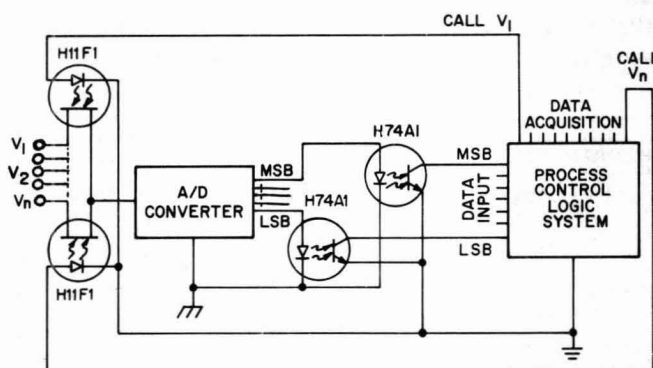 CALL V1
H11F1
CALL
Vn
DATA
ACQUISITION
H74A1
V1
V2
Vn
MSB
A/D
CONVERTER
LSB
H74A1
MSB
DATA
INPUT
PROCESS
CONTROL
LOGIC
SYSTEM
LSB
H11F1